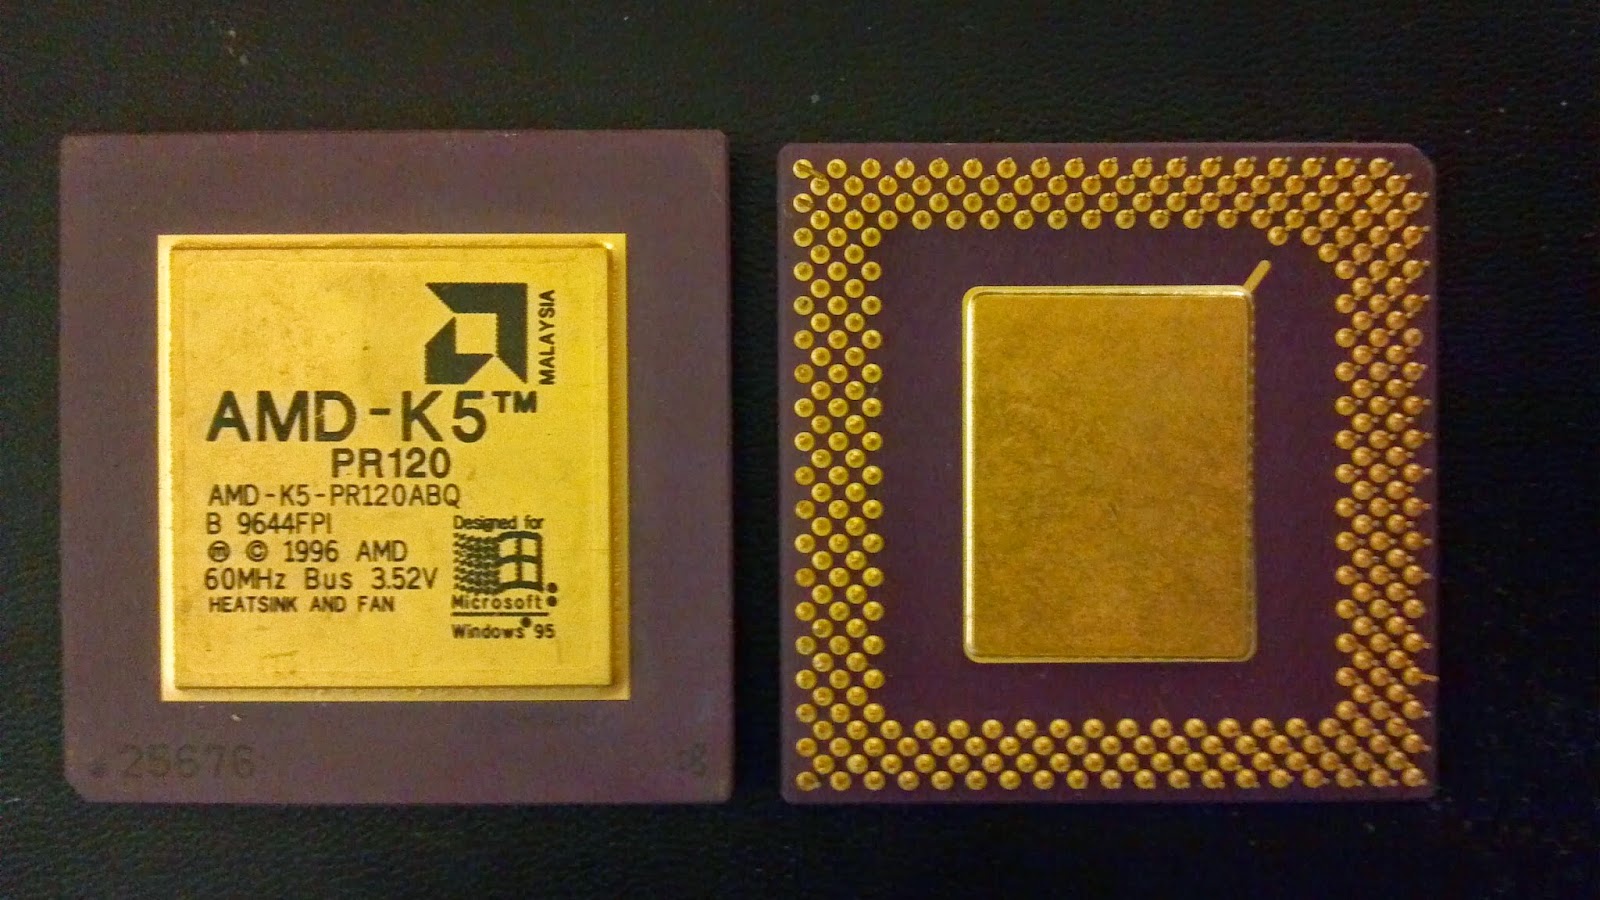 MALAYSIA
AMD-K5™
PR120
AMD-K5-PR120ABQ
B 9644FPI
Ⓜ © 1996 AMD
60MHz Bus 3.52V
HEATSINK AND FAN
Designed for
Microsoft®
Windows®95
25676